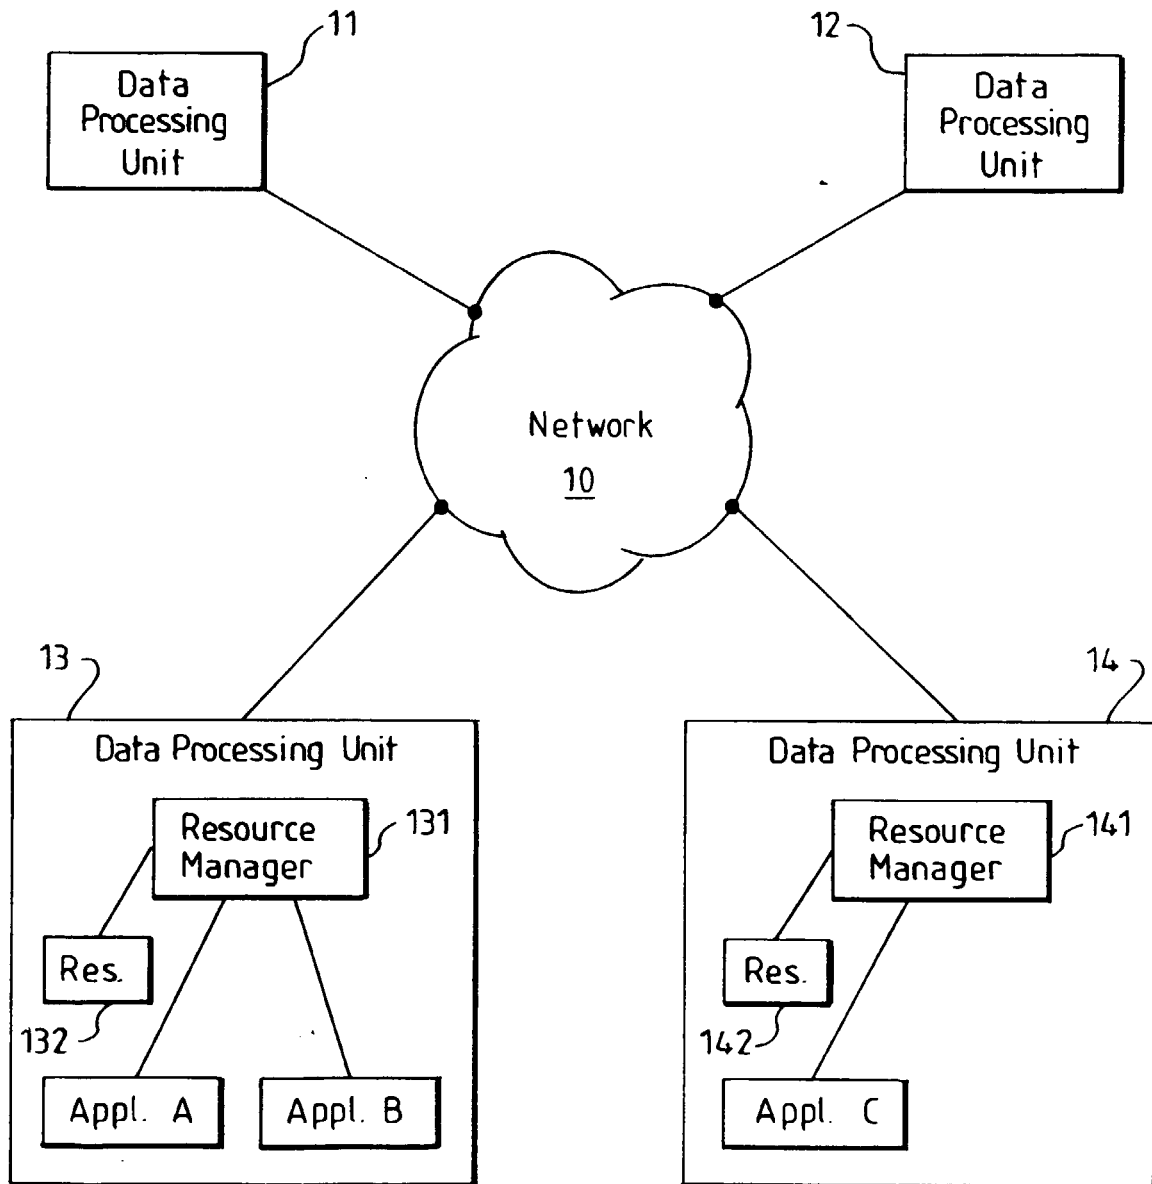 11
12
Data
Processing
Unit
Data
Processing
Unit
Network
10
13
14
Data Processing Unit
Data Processing Unit
Resource
Manager
131
Resource
Manager
141
Res.
132
Res.
142
Appl. A
Appl. B
Appl. C